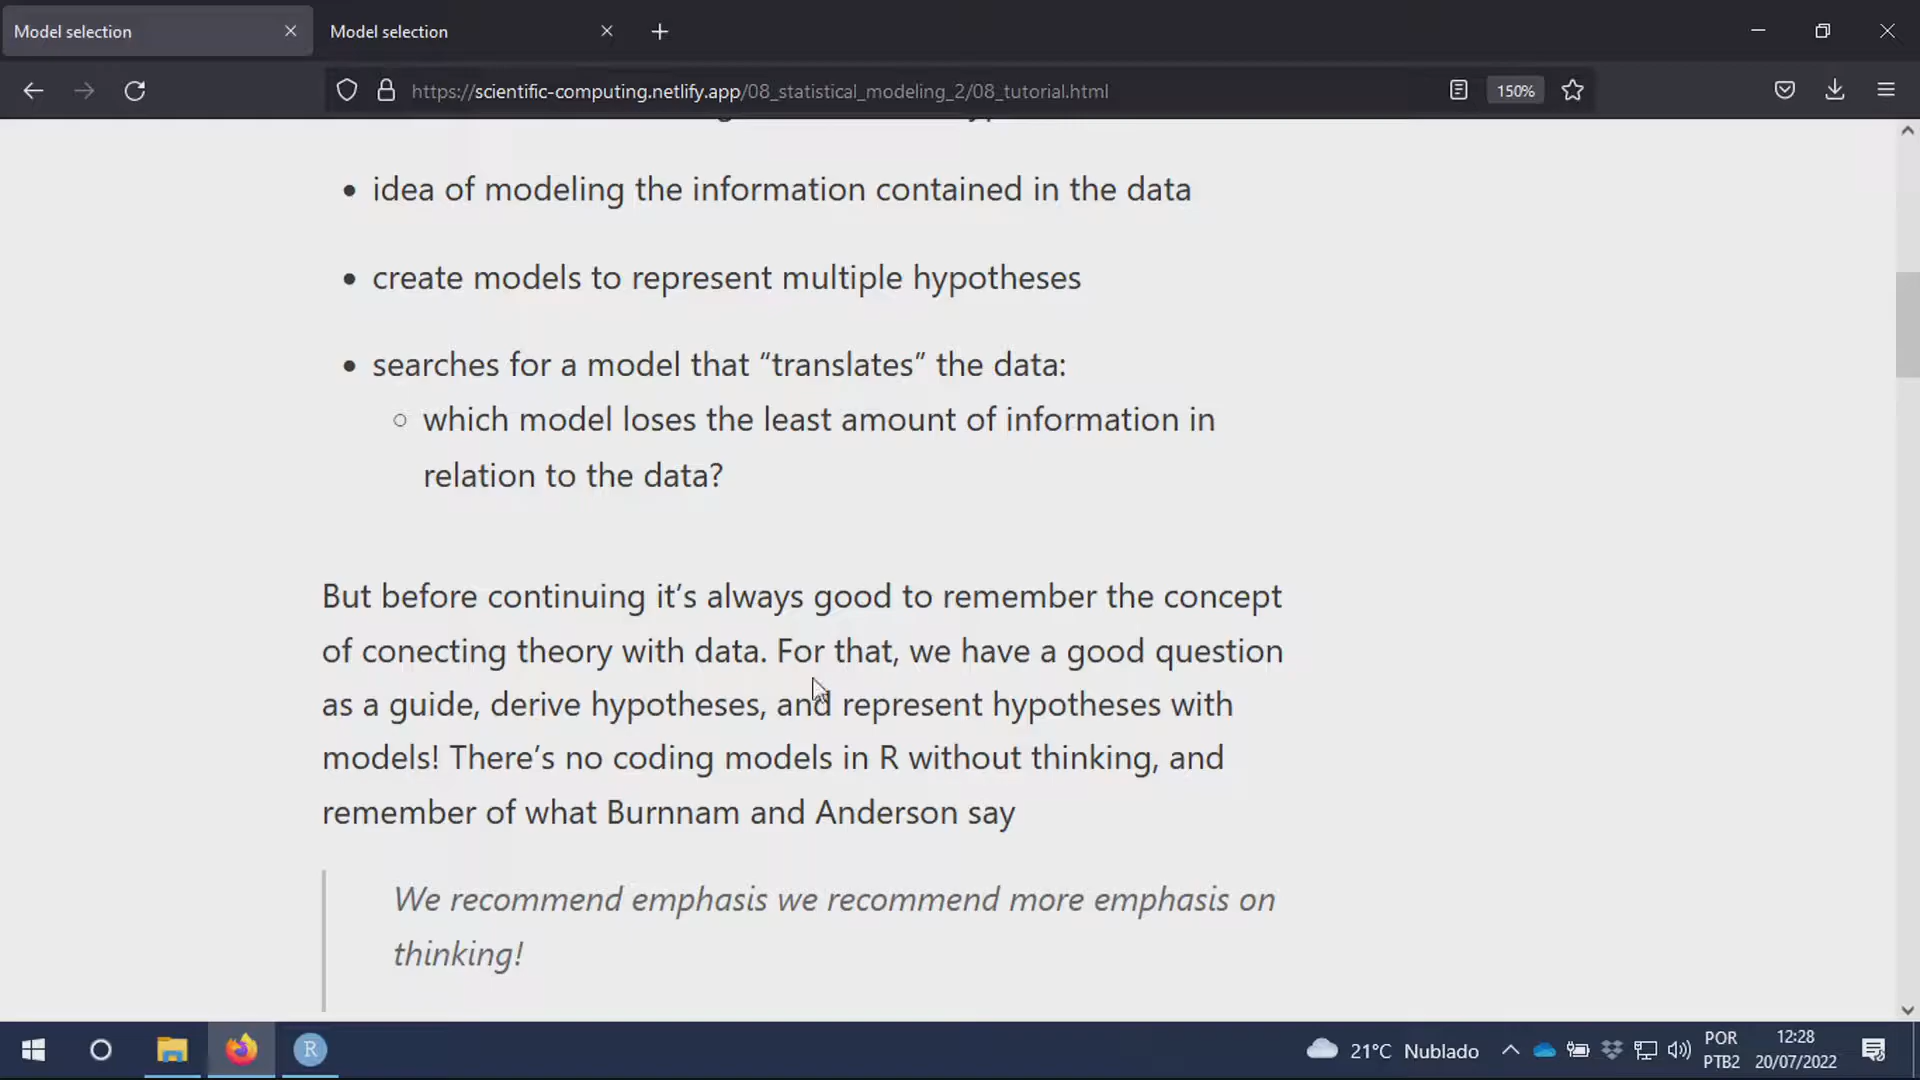 Model selection
Model selection
https://scientific-computing.netlify.app/08_statistical_modeling_2/08_tutorial.html
150%
• idea of modeling the information contained in the data
• create models to represent multiple hypotheses
• searches for a model that “translates” the data:
○ which model loses the least amount of information in
relation to the data?
But before continuing it’s always good to remember the concept
of conecting theory with data. For that, we have a good question
as a guide, derive hypotheses, and represent hypotheses with
models! There’s no coding models in R without thinking, and
remember of what Burnnam and Anderson say
We recommend emphasis we recommend more emphasis on
thinking!
R
21°C Nublado
POR
PTB2
12:28
20/07/2022